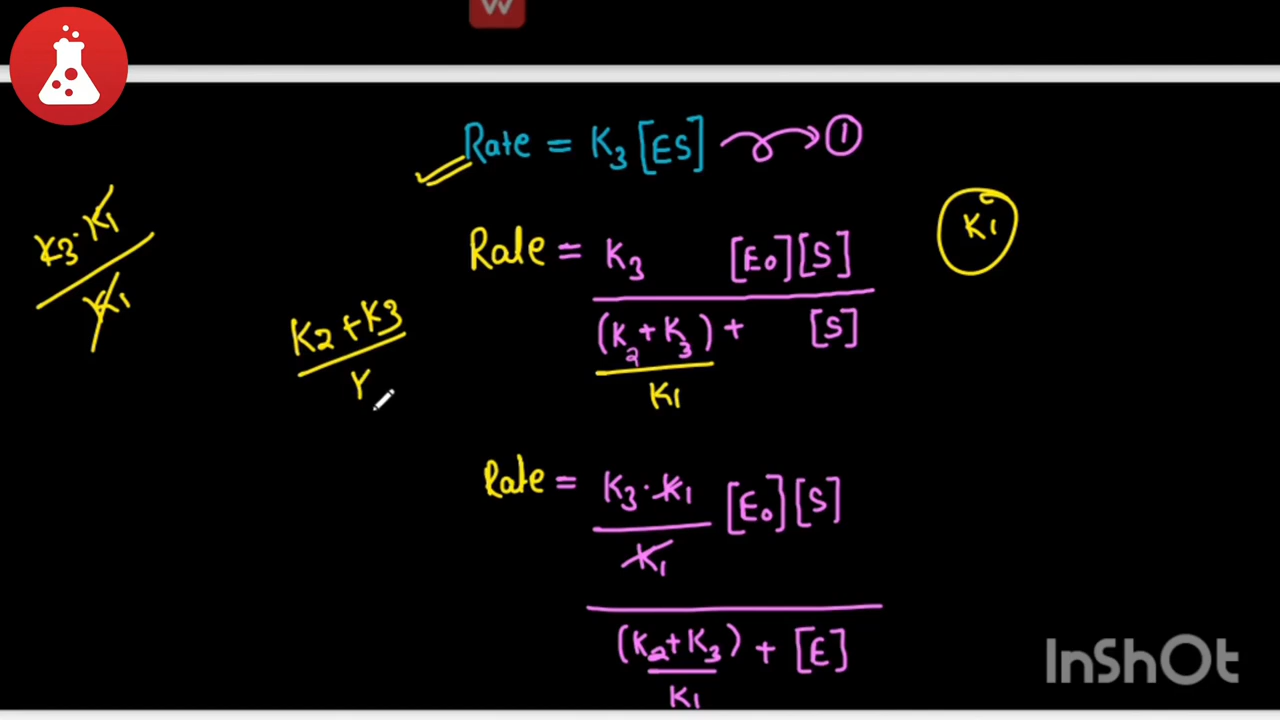 W
Rate = K3 [ES] → ①
K3 · K1
K1
Rate = K3 [E0][S]
(K2 + K3) + [S]
K1
K1
K2 + K3
Rate = K3 · K1 [E0][S]
K1
(K2 + K3) + [E]
K1
InShOt